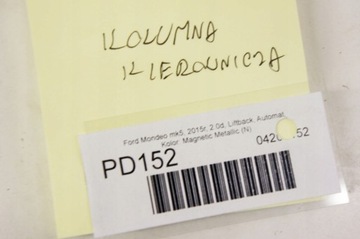 KOLUMNA
KIEROWNICZA
Ford Mondeo mk5, 2015r, 2.0d, Liftback, Automat,
Kolor: Magnetic Metallic (N)
PD152